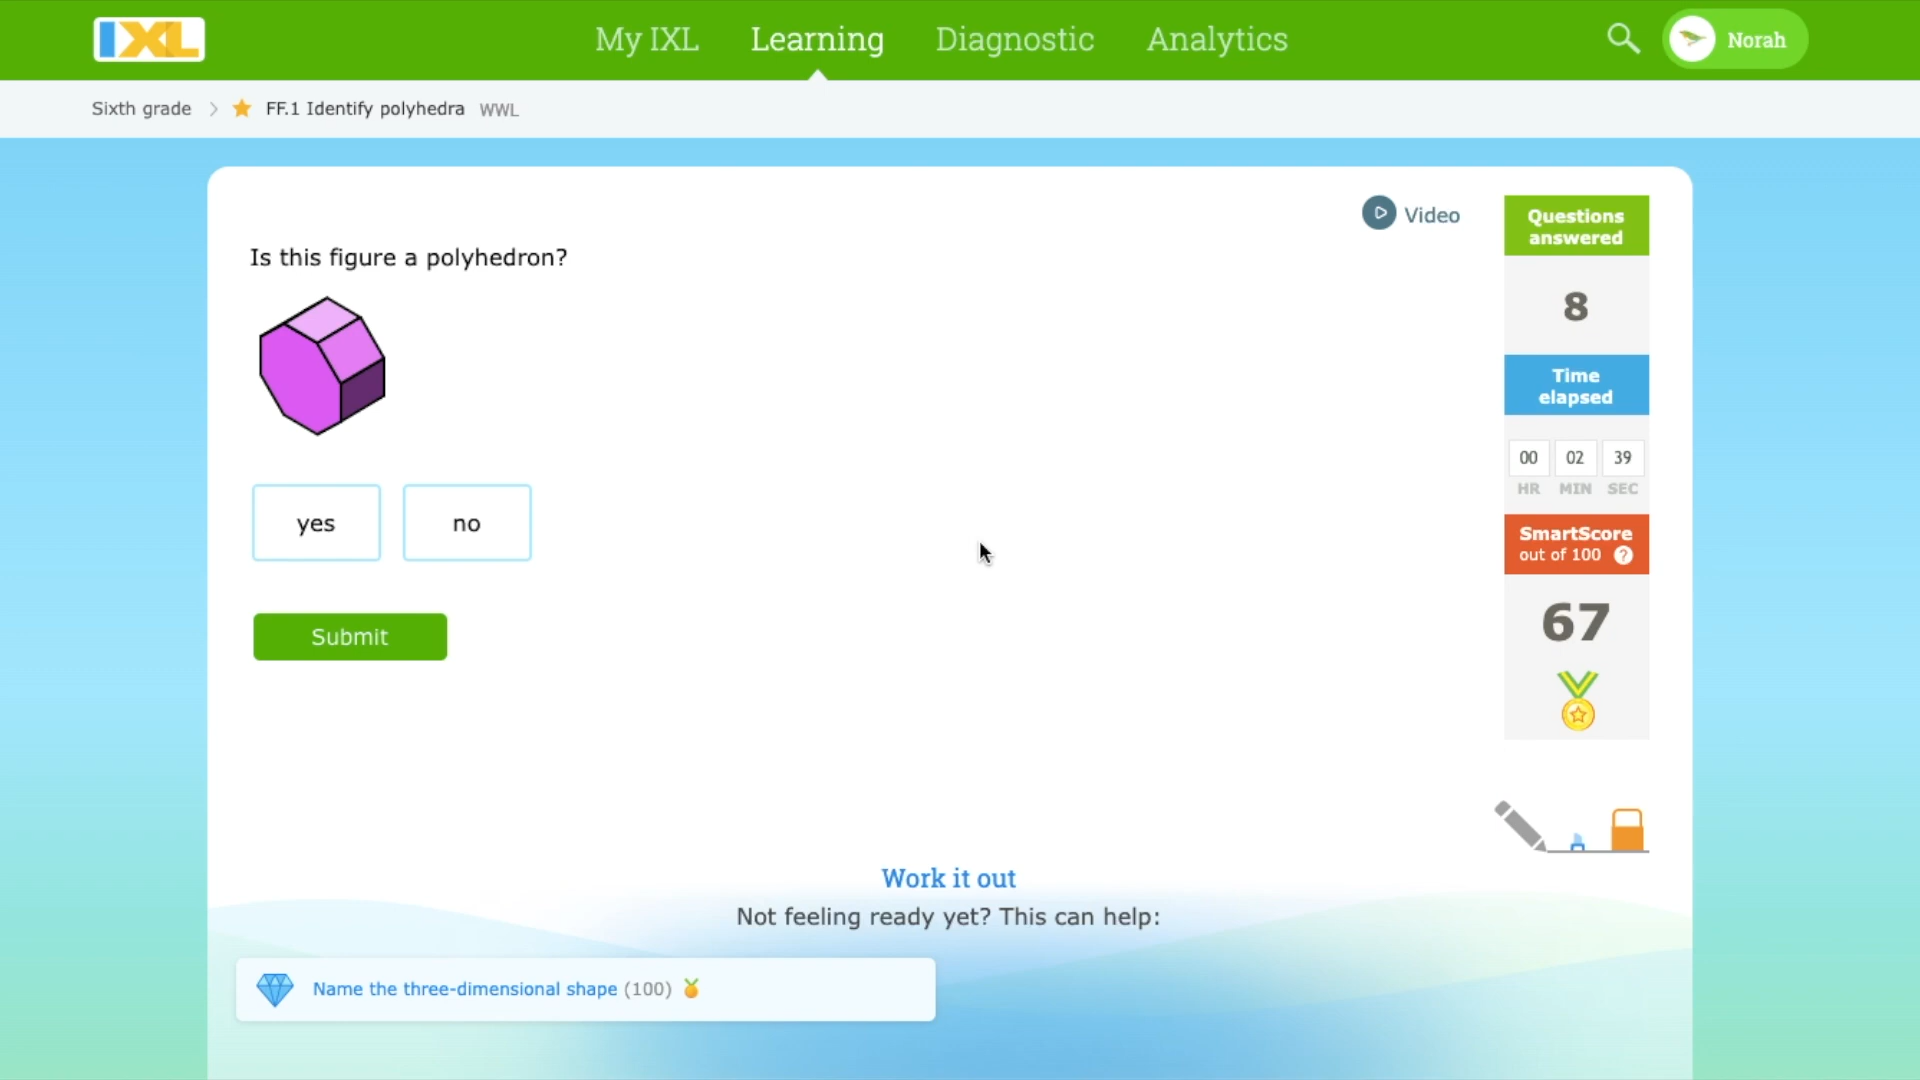 IXL
My IXL Learning Diagnostic Analytics
Norah
Sixth grade > FF.1 Identify polyhedra WWL
Video
Is this figure a polyhedron?
yes no
Submit
Questions
answered
8
Time
elapsed
00 02 39
HR MIN SEC
SmartScore
out of 100 ?
67
Work it out
Not feeling ready yet? This can help:
Name the three-dimensional shape (100)